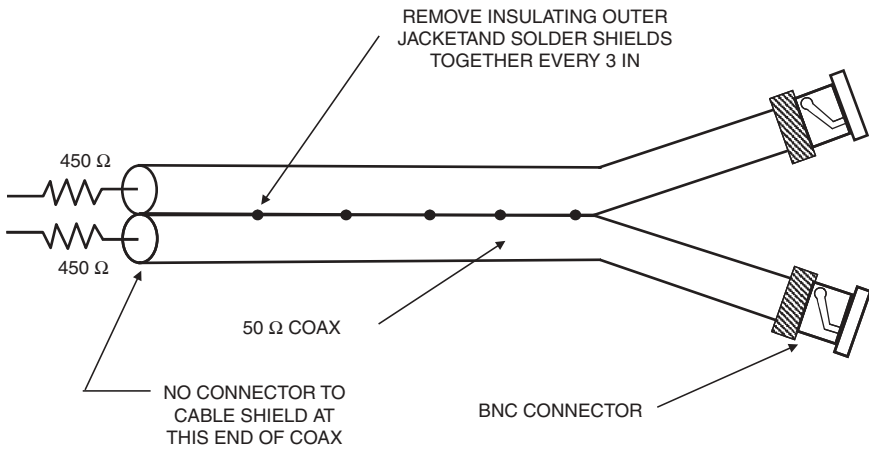 REMOVE INSULATING OUTER
JACKETAND SOLDER SHIELDS
TOGETHER EVERY 3 IN
450 Ω
450 Ω
50 Ω COAX
NO CONNECTOR TO
CABLE SHIELD AT
THIS END OF COAX
BNC CONNECTOR